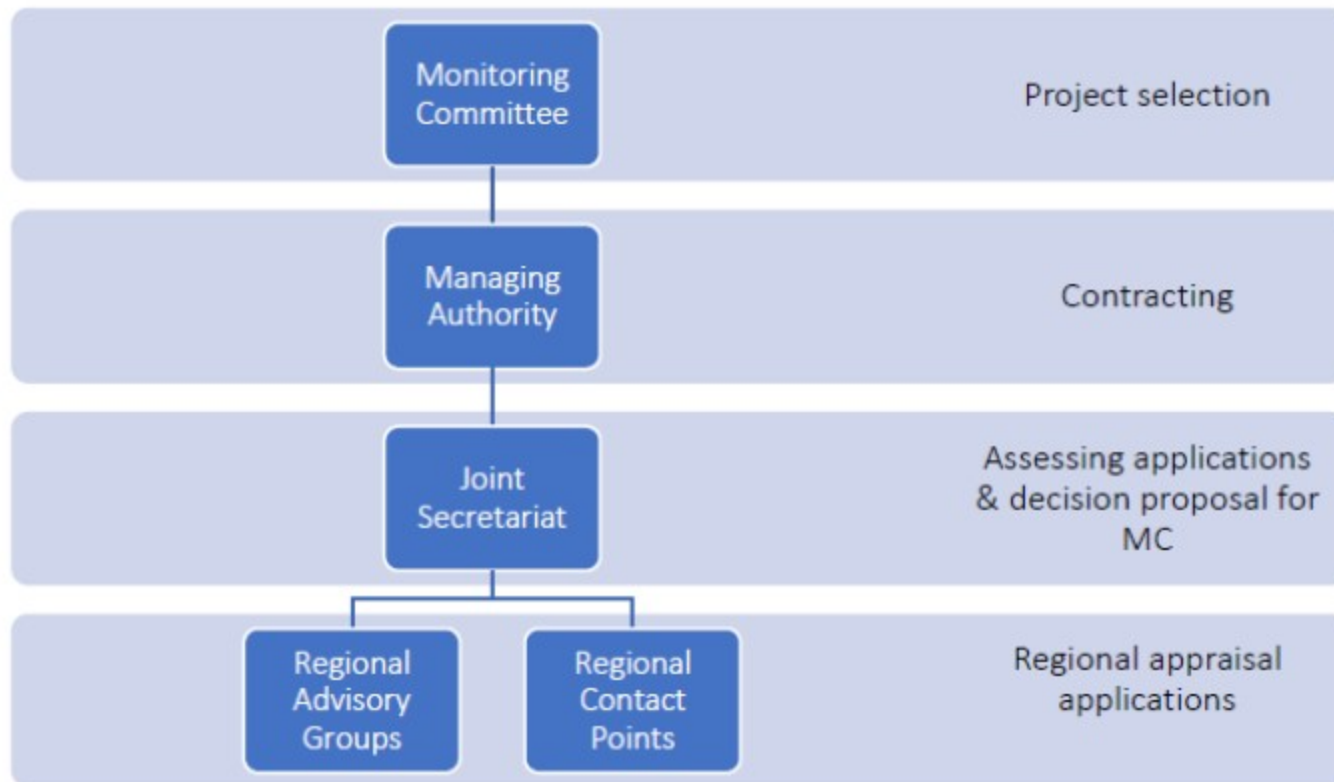 Monitoring
Committee
Project selection
Managing
Authority
Contracting
Joint
Secretariat
Assessing applications
& decision proposal for
MC
Regional
Advisory
Groups
Regional
Contact
Points
Regional appraisal
applications